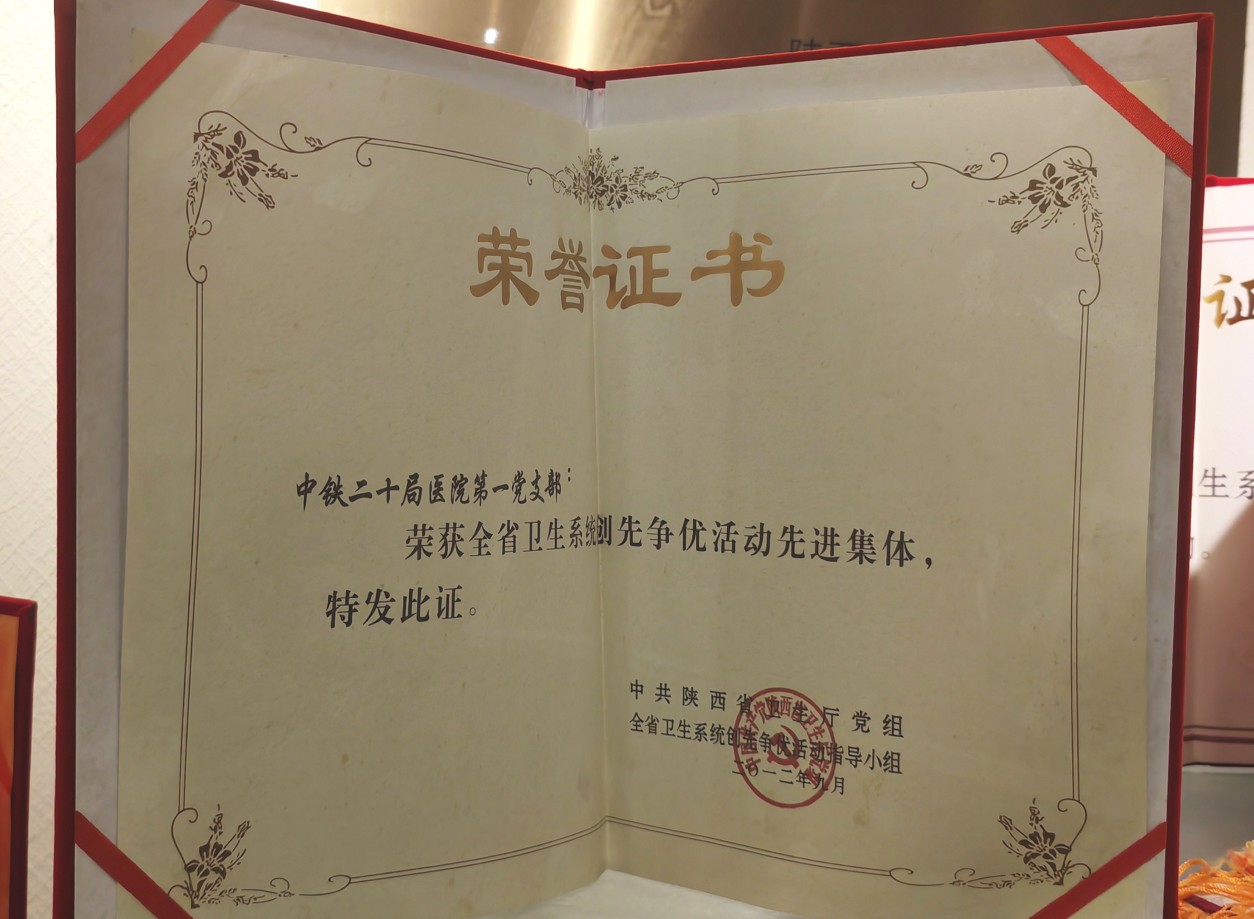 荣誉证书
中铁二十局医院第一党支部：
荣获全省卫生系统创先争优活动先进集体，
特发此证。
中共陕西省卫生厅党组
全省卫生系统创先争优活动指导小组
二〇一二年九月
证
生系